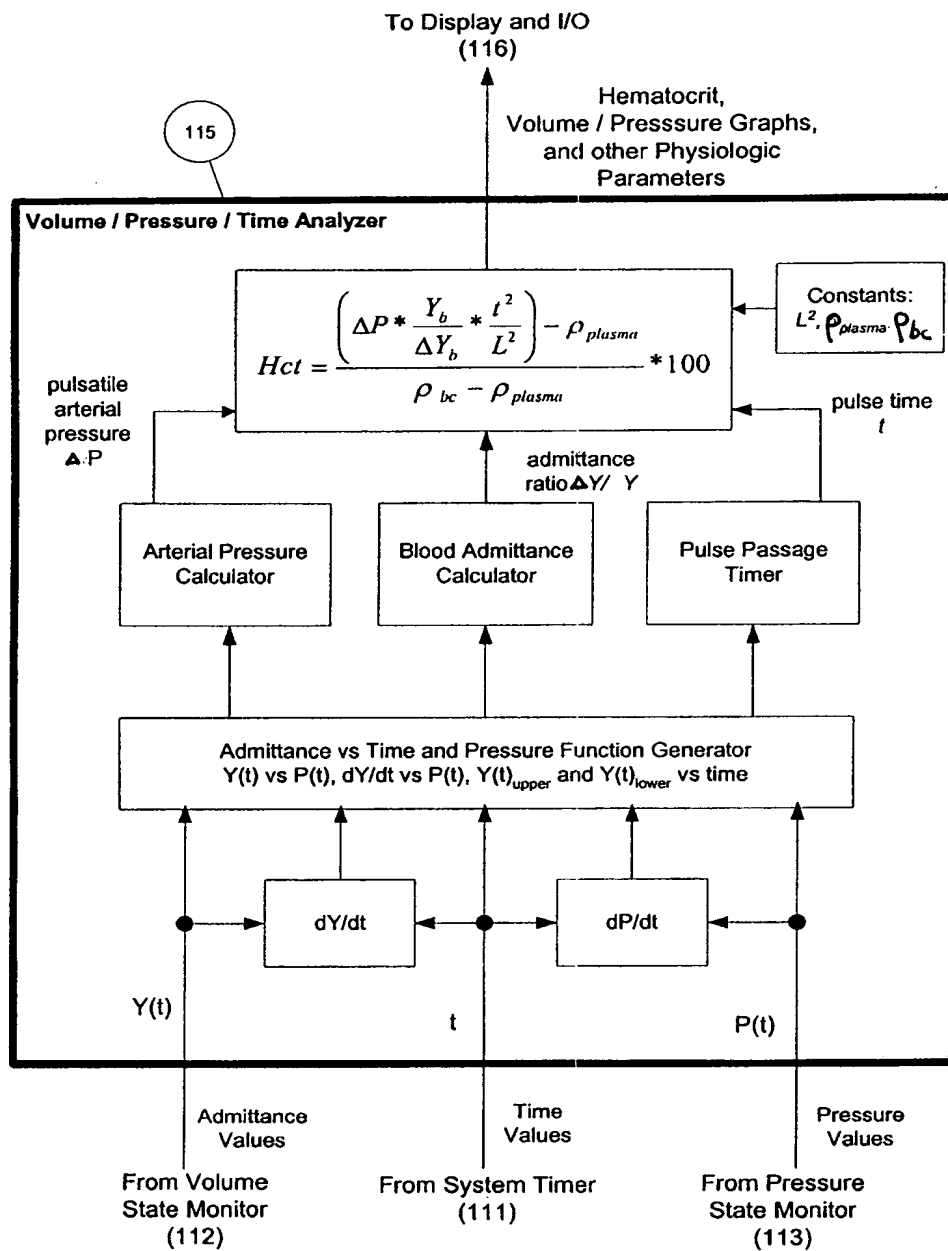 To Display and I/O
(116)
Hematocrit,
Volume / Presssure Graphs,
and other Physiologic
Parameters
115
Volume / Pressure / Time Analyzer
Hct = ((ΔP * Y_b/ΔY_b * t²/L²) − ρ_plasma) / (ρ_bc − ρ_plasma) * 100
Constants:
L², ρ_plasma, ρ_bc
pulsatile
arterial
pressure
Δ P
admittance
ratio ΔY/ Y
pulse time
t
Arterial Pressure
Calculator
Blood Admittance
Calculator
Pulse Passage
Timer
Admittance vs Time and Pressure Function Generator
Y(t) vs P(t), dY/dt vs P(t), Y(t)upper and Y(t)lower vs time
dY/dt
dP/dt
Y(t)
t
P(t)
Admittance
Values
Time
Values
Pressure
Values
From Volume
State Monitor
(112)
From System Timer
(111)
From Pressure
State Monitor
(113)